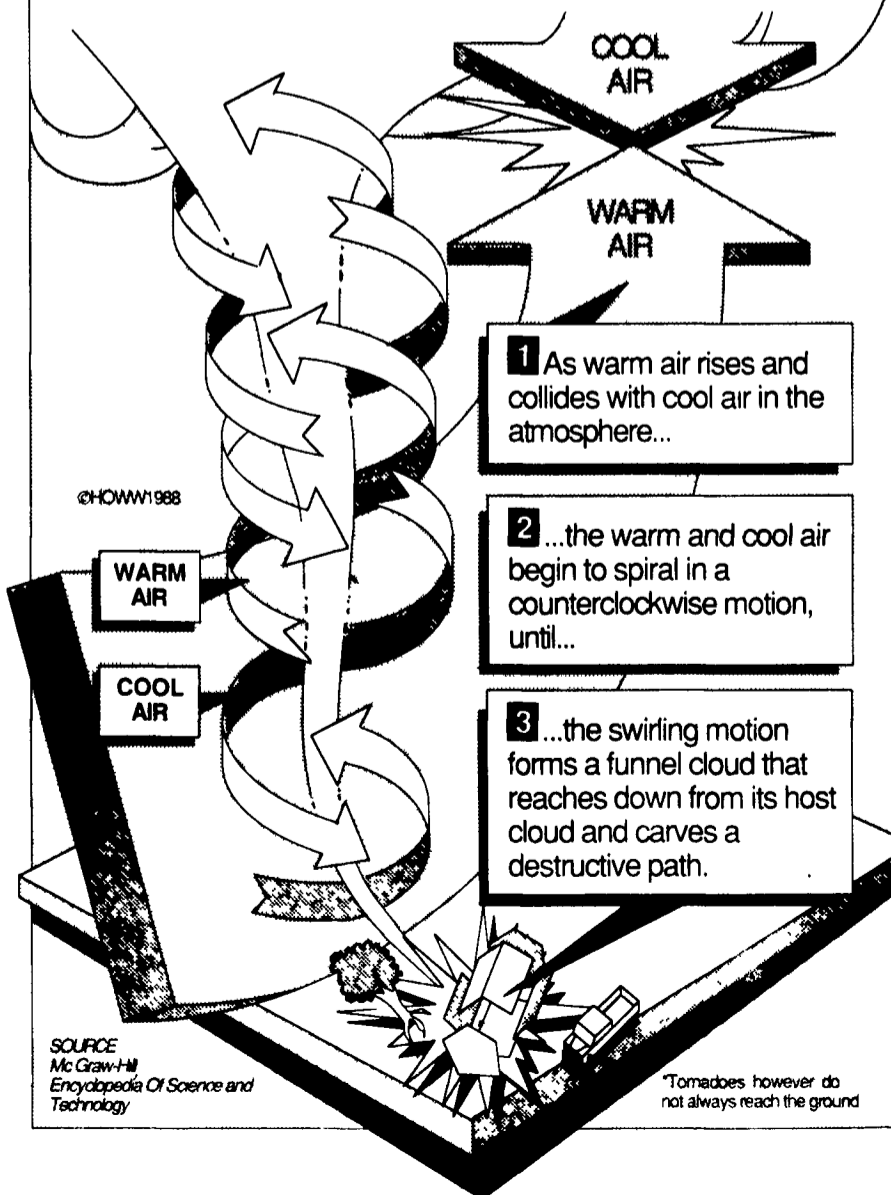 COOL
AIR
WARM
AIR
1 As warm air rises and
collides with cool air in the
atmosphere...
©HOWW1988
2 ...the warm and cool air
begin to spiral in a
counterclockwise motion,
until...
WARM
AIR
COOL
AIR
3 ...the swirling motion
forms a funnel cloud that
reaches down from its host
cloud and carves a
destructive path.
SOURCE
Mc Graw-Hill
Encyclopedia Of Science and
Technology
*Tornadoes however do
not always reach the ground